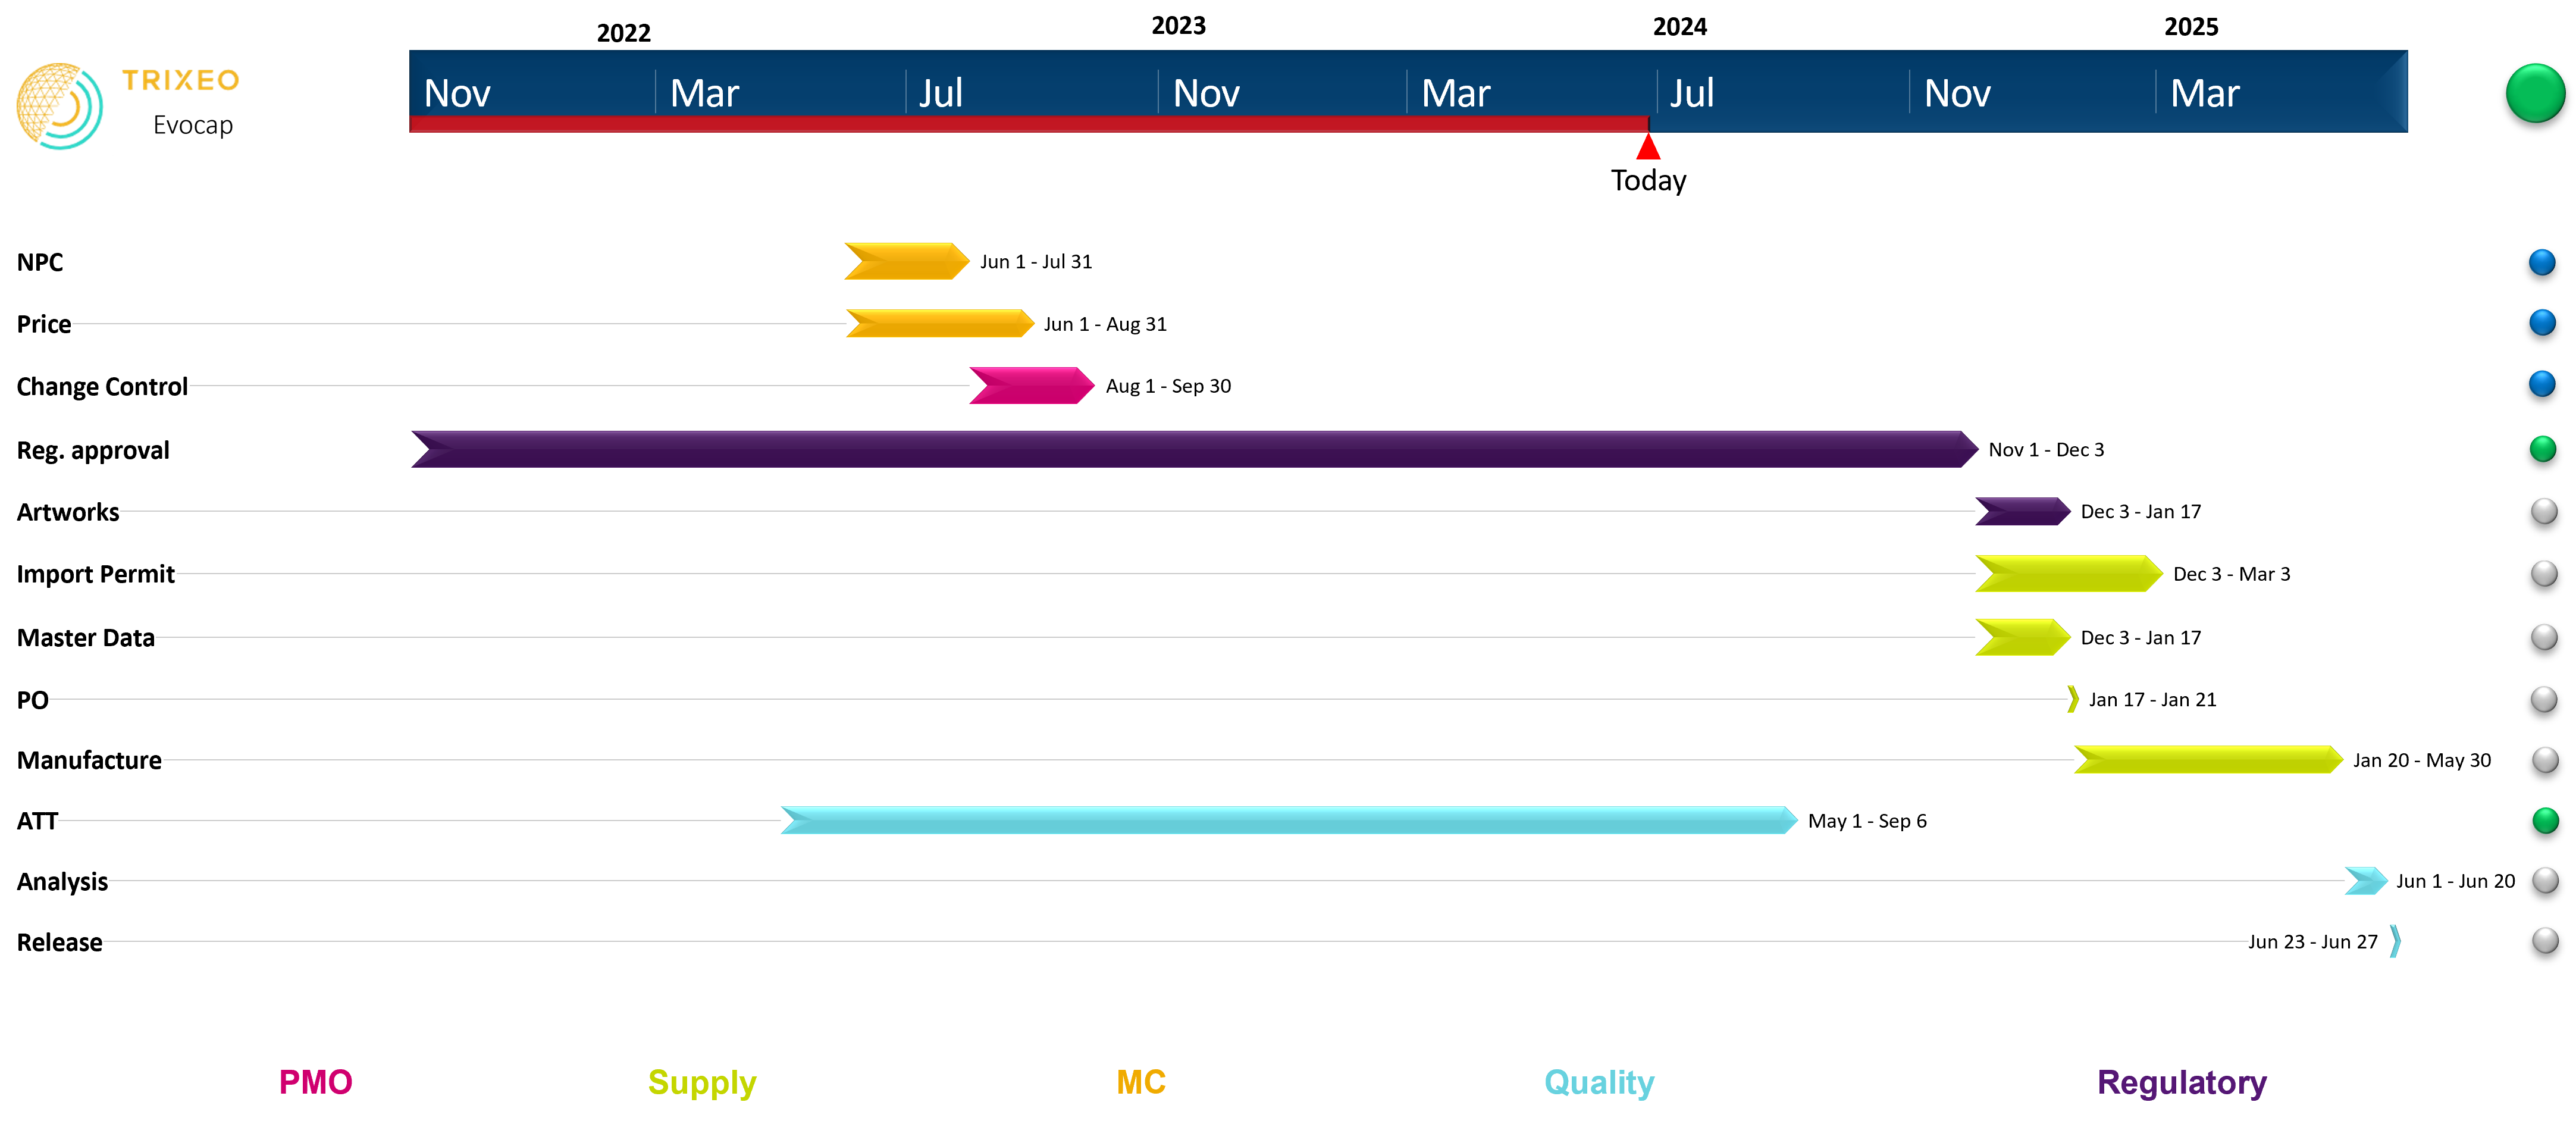 2022 2023 2024 2025
TRIXEO
Evocap
Nov Mar Jul Nov Mar Jul Nov Mar
Today
NPC Jun 1 - Jul 31
Price Jun 1 - Aug 31
Change Control Aug 1 - Sep 30
Reg. approval Nov 1 - Dec 3
Artworks Dec 3 - Jan 17
Import Permit Dec 3 - Mar 3
Master Data Dec 3 - Jan 17
PO Jan 17 - Jan 21
Manufacture Jan 20 - May 30
ATT May 1 - Sep 6
Analysis Jun 1 - Jun 20
Release Jun 23 - Jun 27
PMO Supply MC Quality Regulatory